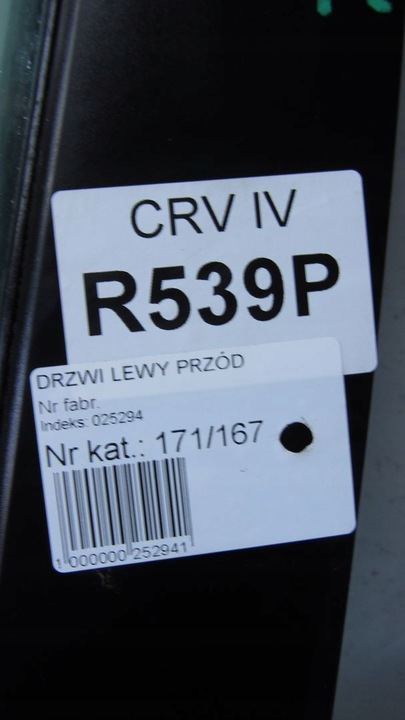 CRV IV
R539P
DRZWI LEWY PRZÓD
Nr fabr.
Indeks: 025294
Nr kat.: 171/167
1 000000 252941